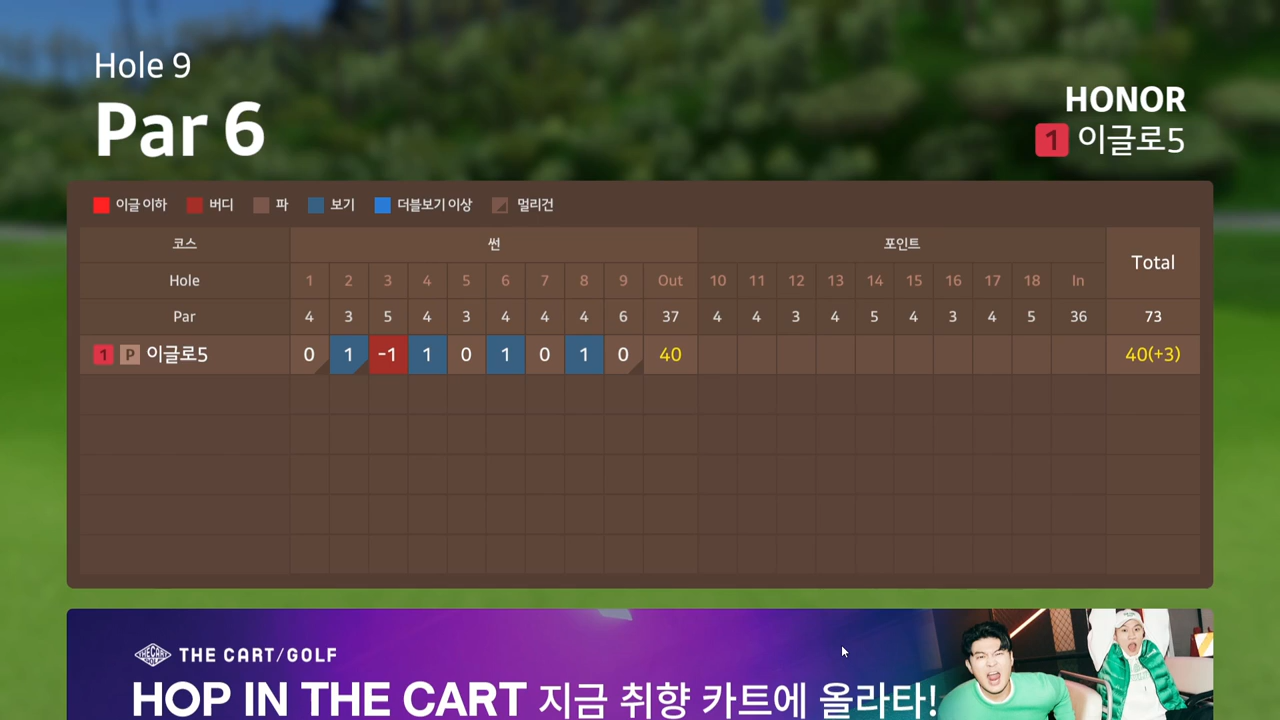 Hole 9
Par 6
HONOR
1 이글로5
이글 이하 버디 파 보기 더블보기 이상 멀리건
코스 썬 포인트 Total
Hole 1 2 3 4 5 6 7 8 9 Out 10 11 12 13 14 15 16 17 18 In
Par 4 3 5 4 3 4 4 4 6 37 4 4 3 4 5 4 3 4 5 36 73
1 P 이글로5 0 1 -1 1 0 1 0 1 0 40 40(+3)
THE CART/GOLF
HOP IN THE CART 지금 취향 카트에 올라타!